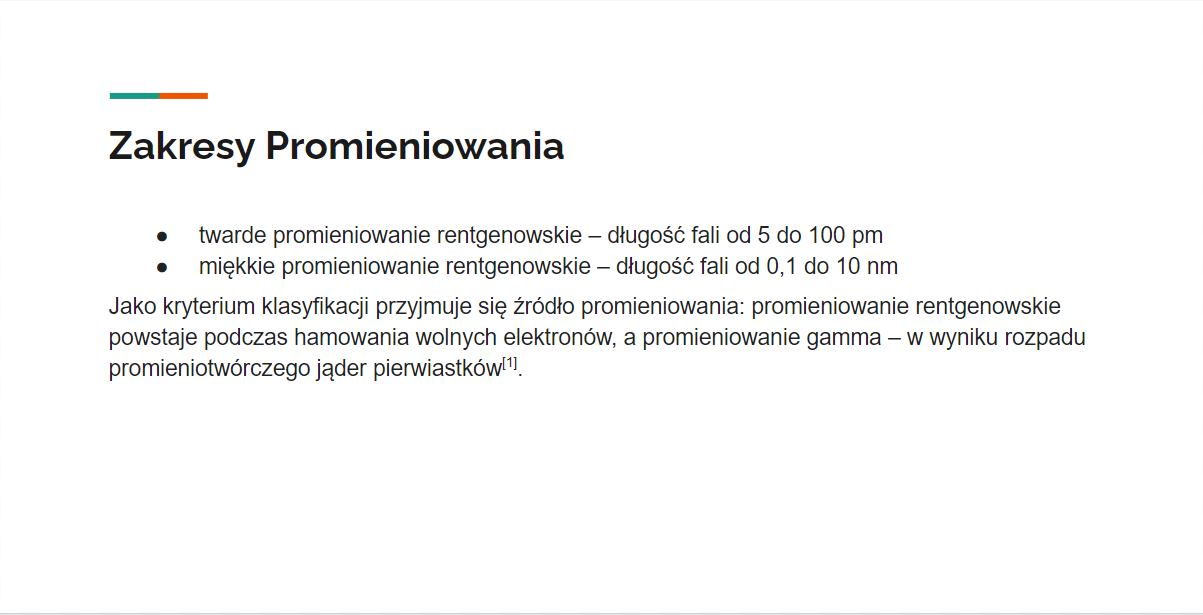 Zakresy Promieniowania
● twarde promieniowanie rentgenowskie – długość fali od 5 do 100 pm
● miękkie promieniowanie rentgenowskie – długość fali od 0,1 do 10 nm
Jako kryterium klasyfikacji przyjmuje się źródło promieniowania: promieniowanie rentgenowskie
powstaje podczas hamowania wolnych elektronów, a promieniowanie gamma – w wyniku rozpadu
promieniotwórczego jąder pierwiastków[1].